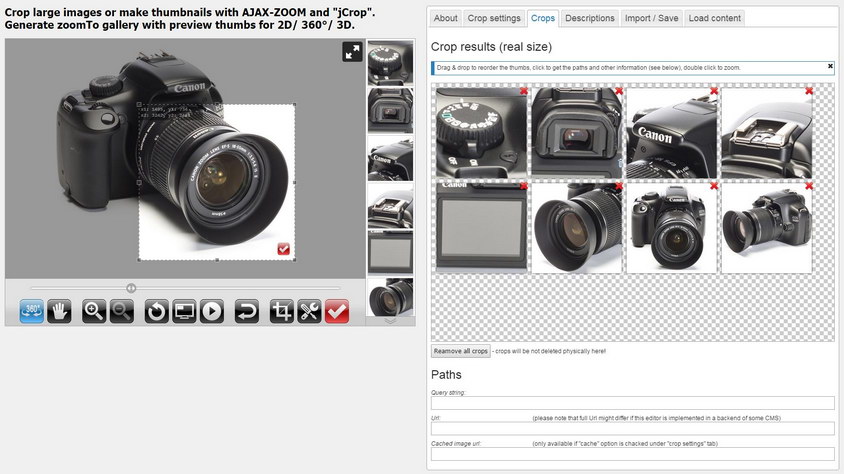 Crop large images or make thumbnails with AJAX-ZOOM and "jCrop".
Generate zoomTo gallery with preview thumbs for 2D/ 360°/ 3D.
Canon
360°
About
Crop settings
Crops
Descriptions
Import / Save
Load content
Crop results (real size)
Drag & drop to reorder the thumbs, click to get the paths and other information (see below), double click to zoom.
Canon
Canon
Reamove all crops
- crops will be not deleted physically here!
Paths
Query string:
Url:
(please note that full Url might differ if this editor is implemented in a backend of some CMS)
Cached image url:
(only available if "cache" option is chacked under "crop settings" tab)